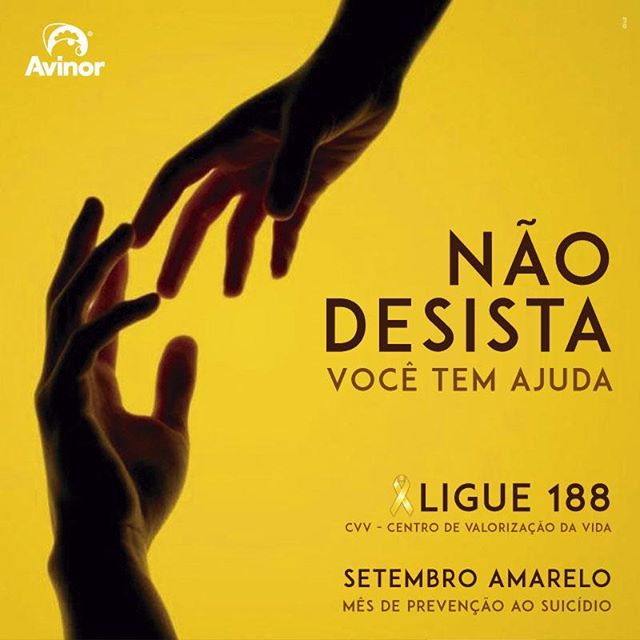 Avinor
NÃO
DESISTA
VOCÊ TEM AJUDA
LIGUE 188
CVV - CENTRO DE VALORIZAÇÃO DA VIDA
SETEMBRO AMARELO
MÊS DE PREVENÇÃO AO SUICÍDIO